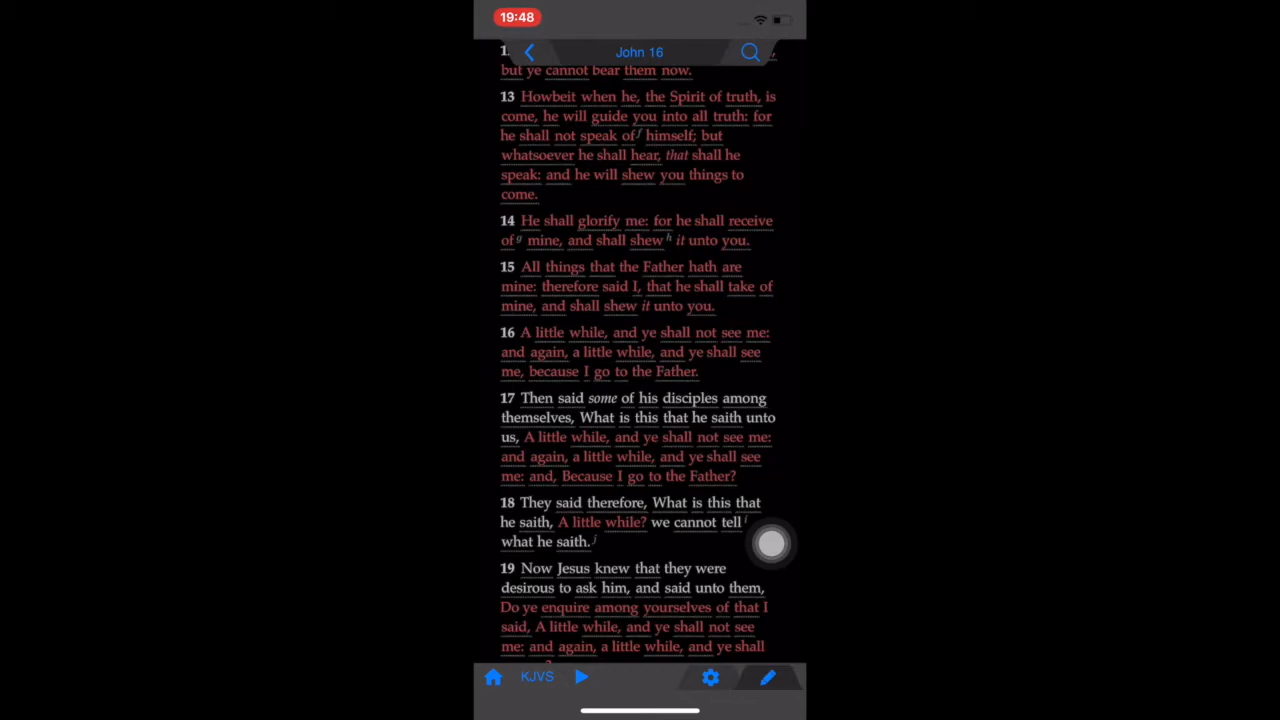 19:48
John 16
but ye cannot bear them now.
13 Howbeit when he, the Spirit of truth, is
come, he will guide you into all truth: for
he shall not speak of f himself; but
whatsoever he shall hear, that shall he
speak: and he will shew you things to
come.
14 He shall glorify me: for he shall receive
of g mine, and shall shew h it unto you.
15 All things that the Father hath are
mine: therefore said I, that he shall take of
mine, and shall shew it unto you.
16 A little while, and ye shall not see me:
and again, a little while, and ye shall see
me, because I go to the Father.
17 Then said some of his disciples among
themselves, What is this that he saith unto
us, A little while, and ye shall not see me:
and again, a little while, and ye shall see
me: and, Because I go to the Father?
18 They said therefore, What is this that
he saith, A little while? we cannot tell i
what he saith. j
19 Now Jesus knew that they were
desirous to ask him, and said unto them,
Do ye enquire among yourselves of that I
said, A little while, and ye shall not see
me: and again, a little while, and ye shall
KJVS